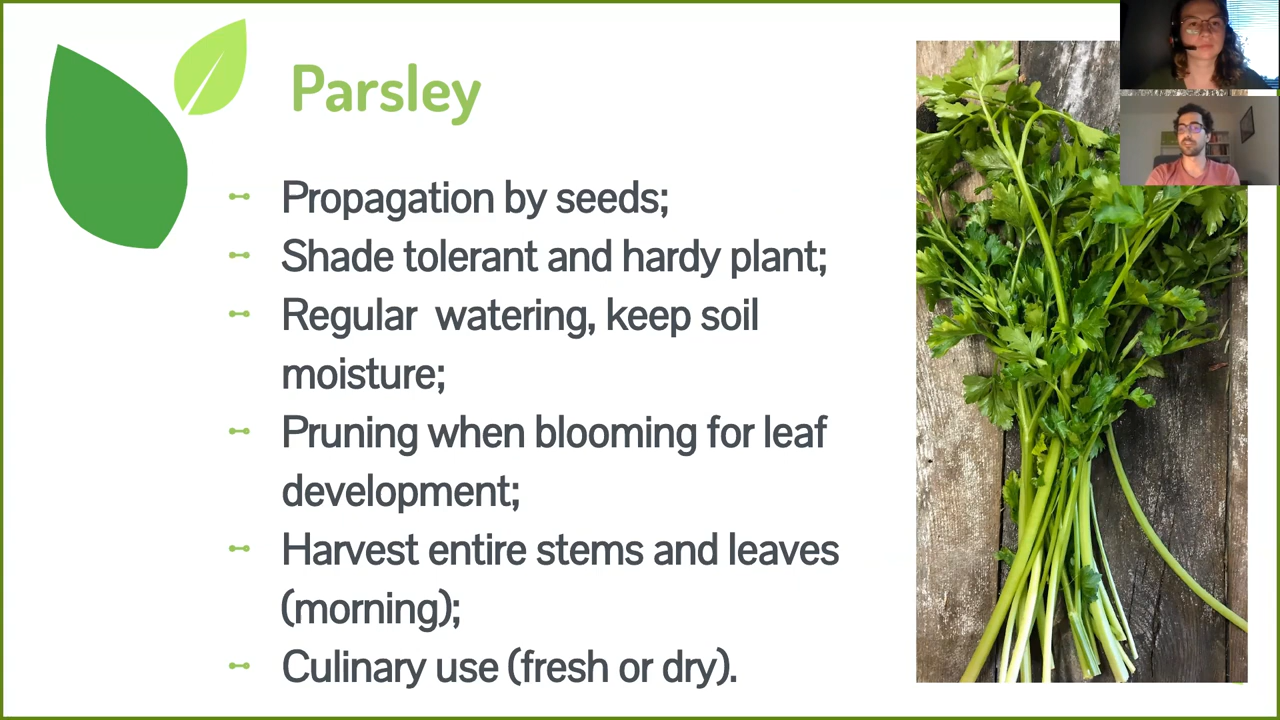 Parsley
Propagation by seeds;
Shade tolerant and hardy plant;
Regular  watering, keep soil
moisture;
Pruning when blooming for leaf
development;
Harvest entire stems and leaves
(morning);
Culinary use (fresh or dry).